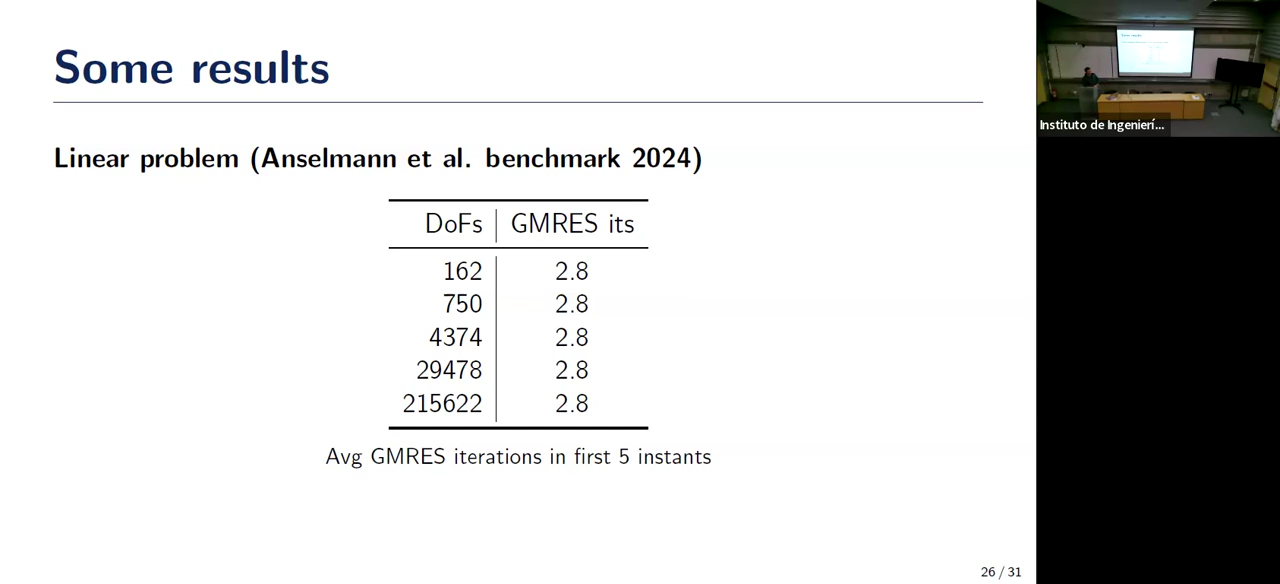 Some results
Linear problem (Anselmann et al. benchmark 2024)
DoFs GMRES its
162 2.8
750 2.8
4374 2.8
29478 2.8
215622 2.8
Avg GMRES iterations in first 5 instants
26 / 31
Instituto de Ingenierí...